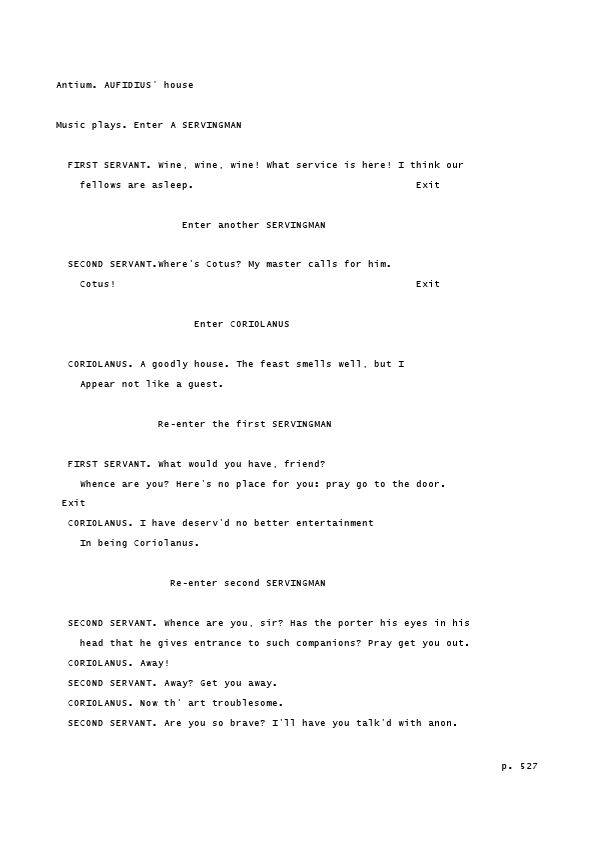 Antium. AUFIDIUS' house
Music plays. Enter A SERVINGMAN
FIRST SERVANT. Wine, wine, wine! What service is here! I think our
fellows are asleep. Exit
Enter another SERVINGMAN
SECOND SERVANT.Where's Cotus? My master calls for him.
Cotus! Exit
Enter CORIOLANUS
CORIOLANUS. A goodly house. The feast smells well, but I
Appear not like a guest.
Re-enter the first SERVINGMAN
FIRST SERVANT. What would you have, friend?
Whence are you? Here's no place for you: pray go to the door.
Exit
CORIOLANUS. I have deserv'd no better entertainment
In being Coriolanus.
Re-enter second SERVINGMAN
SECOND SERVANT. Whence are you, sir? Has the porter his eyes in his
head that he gives entrance to such companions? Pray get you out.
CORIOLANUS. Away!
SECOND SERVANT. Away? Get you away.
CORIOLANUS. Now th' art troublesome.
SECOND SERVANT. Are you so brave? I'll have you talk'd with anon.
p. 527